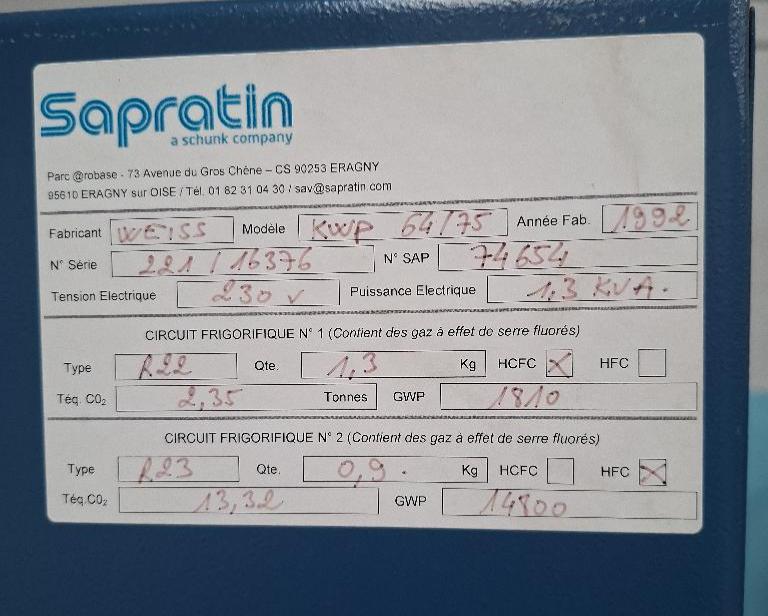 Sapratin
a schunk company
Parc @robase - 73 Avenue du Gros Chêne – CS 90253 ERAGNY
95610 ERAGNY sur OISE / Tél. 01 82 31 04 30 / sav@sapratin.com
Fabricant WEISS Modèle KWP 64/75 Année Fab. 1992
N° Série 221/16376 N° SAP 74654
Tension Electrique 230 v Puissance Electrique 1,3 KVA.
CIRCUIT FRIGORIFIQUE N° 1 (Contient des gaz à effet de serre fluorés)
Type R22 Qte. 1,3 Kg HCFC X HFC
Téq. CO₂ 2,35 Tonnes GWP 1810
CIRCUIT FRIGORIFIQUE N° 2 (Contient des gaz à effet de serre fluorés)
Type R23 Qte. 0,9. Kg HCFC HFC X
Téq.CO₂ 13,32 GWP 14800